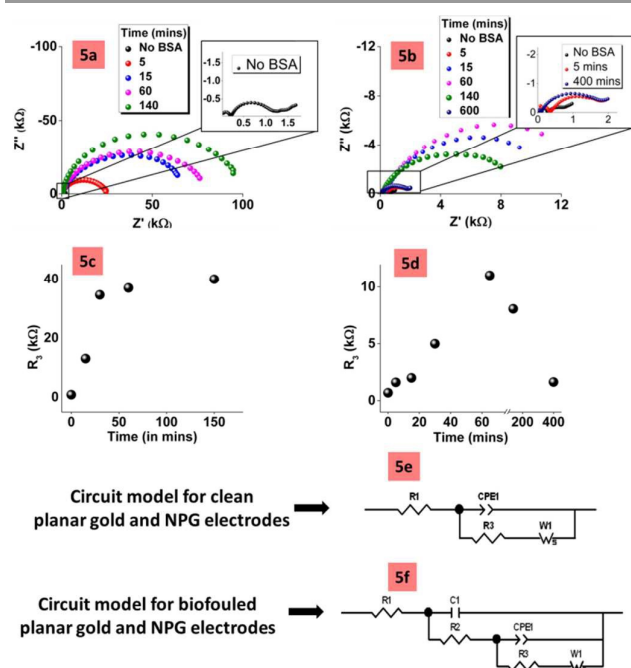 5a
Time (mins)
No BSA
5
15
60
140
-100
-50
0
Z'' (kΩ)
0
50
100
Z' (kΩ)
No BSA
-1.5
-1.0
-0.5
0.5
1.0
1.5
5b
Time (mins)
No BSA
5
15
60
140
600
-12
-8
-4
0
Z'' (kΩ)
0
4
8
12
Z' (kΩ)
No BSA
5 mins
400 mins
-2
-1
0
0
1
2
5c
40
20
0
R3 (kΩ)
0
50
100
150
Time (in mins)
5d
10
5
0
R3 (kΩ)
0
20
40
60
200
400
Time (mins)
5e
Circuit model for clean
planar gold and NPG electrodes
R1
CPE1
R3
W1
s
5f
Circuit model for biofouled
planar gold and NPG electrodes
R1
C1
R2
CPE1
R3
W1